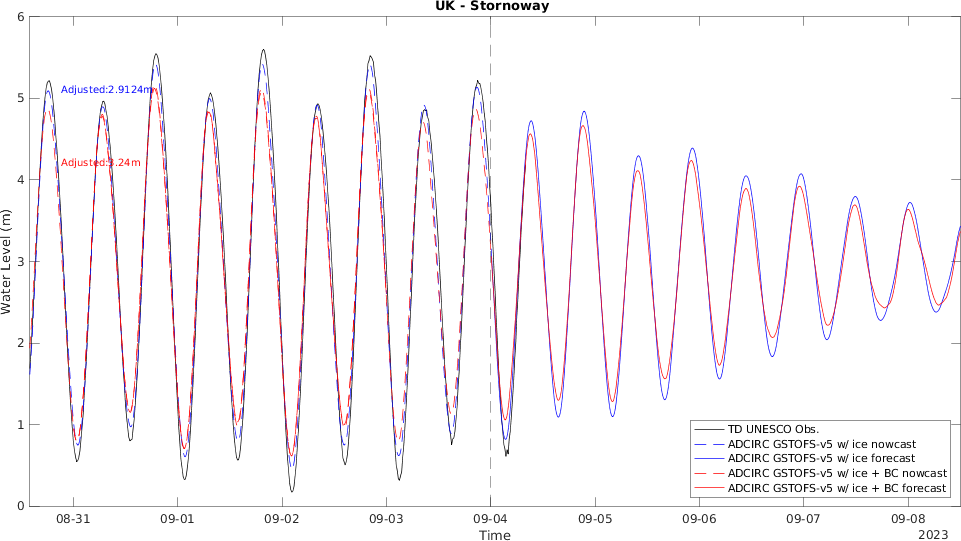 UK - Stornoway
Water Level (m)
6
5
4
3
2
1
0
Adjusted:2.9124m
Adjusted:3.24m
TD UNESCO Obs.
ADCIRC GSTOFS-v5 w/ ice nowcast
ADCIRC GSTOFS-v5 w/ ice forecast
ADCIRC GSTOFS-v5 w/ ice + BC nowcast
ADCIRC GSTOFS-v5 w/ ice + BC forecast
08-31 09-01 09-02 09-03 09-04 09-05 09-06 09-07 09-08
Time
2023